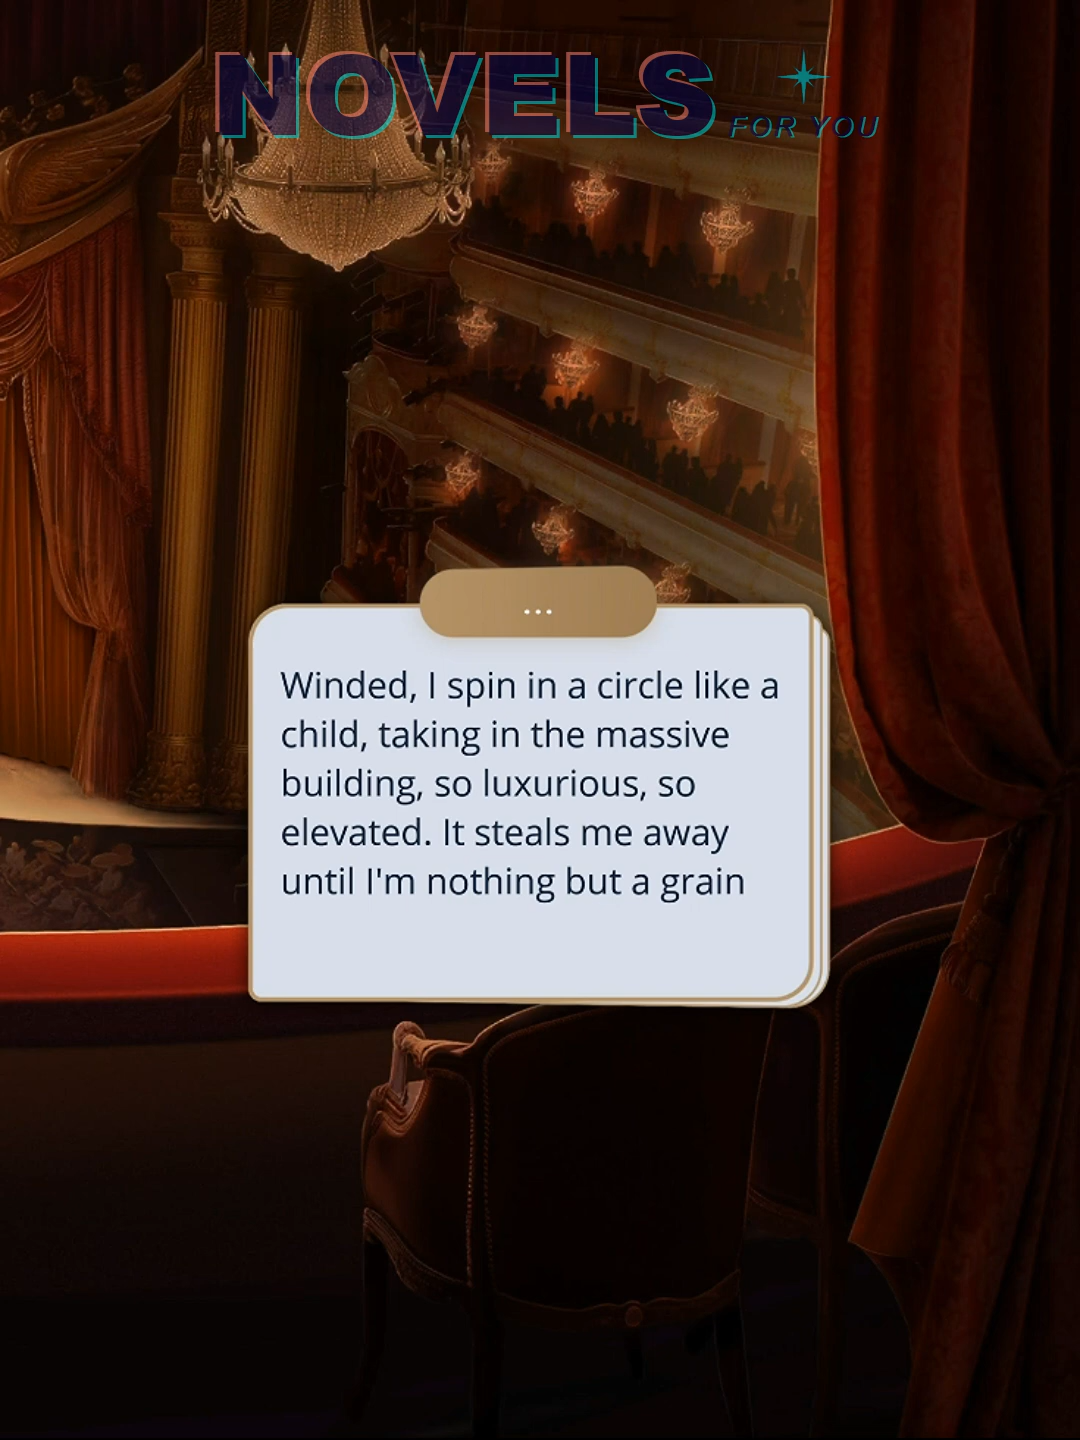 NOVELS
FOR YOU
...
Winded, I spin in a circle like a
child, taking in the massive
building, so luxurious, so
elevated. It steals me away
until I'm nothing but a grain